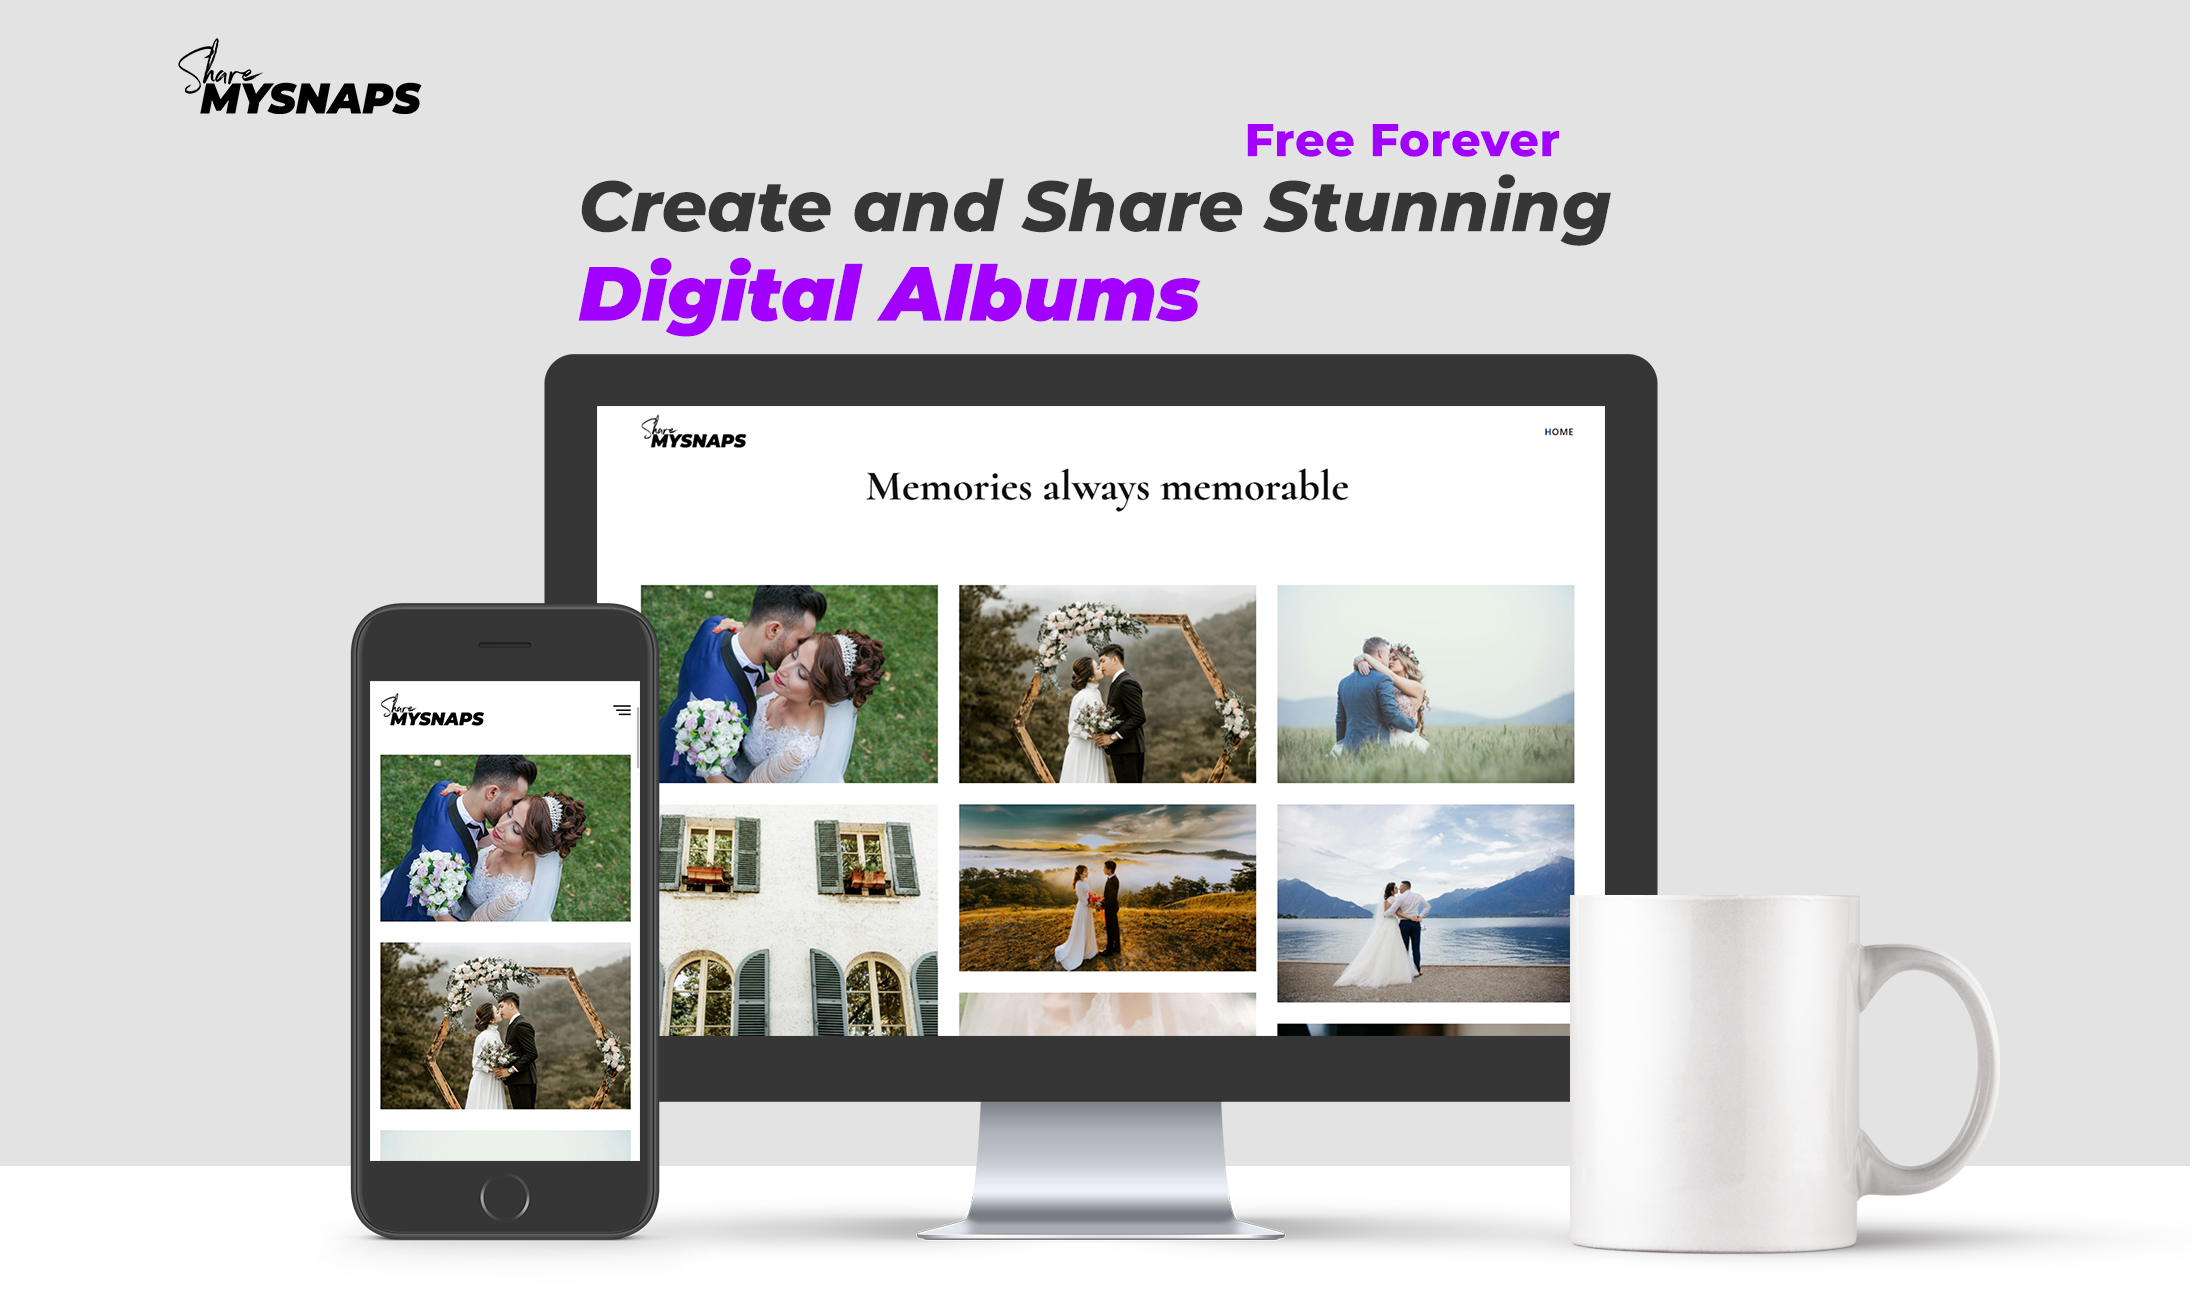 Share
MYSNAPS
Free Forever
Create and Share Stunning
Digital Albums
Share
MYSNAPS
HOME
Memories always memorable
Share
MYSNAPS